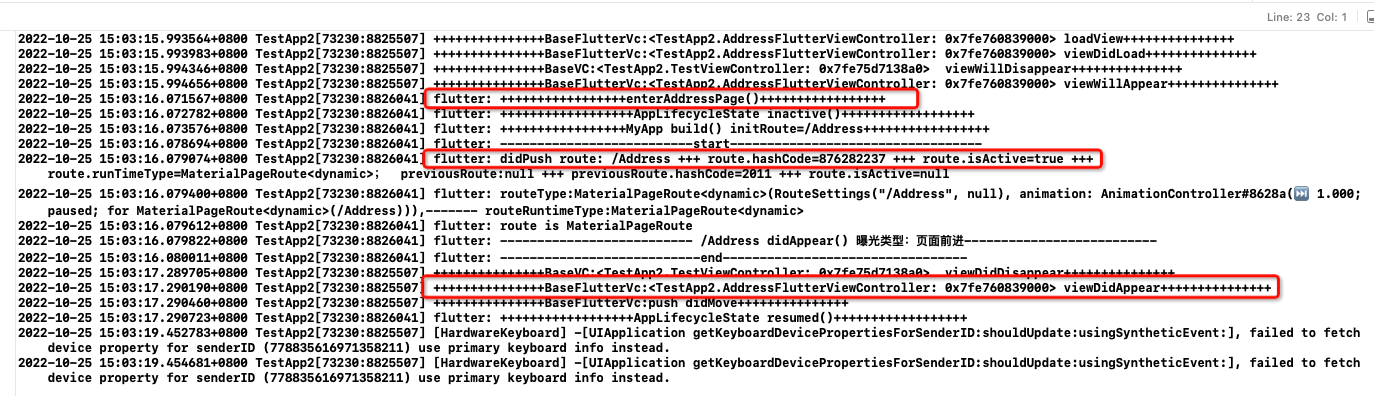 Line: 23  Col: 1
2022-10-25 15:03:15.993564+0800 TestApp2[73230:8825507] +++++++++++++++BaseFlutterVc:<TestApp2.AddressFlutterViewController: 0x7fe760839000> loadView+++++++++++++++
2022-10-25 15:03:15.993983+0800 TestApp2[73230:8825507] +++++++++++++++BaseFlutterVc:<TestApp2.AddressFlutterViewController: 0x7fe760839000> viewDidLoad+++++++++++++++
2022-10-25 15:03:15.994346+0800 TestApp2[73230:8825507] +++++++++++++++BaseVC:<TestApp2.TestViewController: 0x7fe75d7138a0>  viewWillDisappear+++++++++++++++
2022-10-25 15:03:15.994656+0800 TestApp2[73230:8825507] +++++++++++++++BaseFlutterVc:<TestApp2.AddressFlutterViewController: 0x7fe760839000> viewWillAppear+++++++++++++++
2022-10-25 15:03:16.071567+0800 TestApp2[73230:8826041] flutter: +++++++++++++++++enterAddressPage()+++++++++++++++++
2022-10-25 15:03:16.072782+0800 TestApp2[73230:8826041] flutter: ++++++++++++++++++AppLifecycleState inactive()++++++++++++++++++
2022-10-25 15:03:16.073576+0800 TestApp2[73230:8826041] flutter: +++++++++++++++++MyApp build() initRoute=/Address+++++++++++++++++
2022-10-25 15:03:16.078694+0800 TestApp2[73230:8826041] flutter: ------------------------------start----------------------------------
2022-10-25 15:03:16.079074+0800 TestApp2[73230:8826041] flutter: didPush route: /Address +++ route.hashCode=876282237 +++ route.isActive=true +++
route.runTimeType=MaterialPageRoute<dynamic>;   previousRoute:null +++ previousRoute.hashCode=2011 +++ route.isActive=null
2022-10-25 15:03:16.079400+0800 TestApp2[73230:8826041] flutter: routeType:MaterialPageRoute<dynamic>(RouteSettings("/Address", null), animation: AnimationController#8628a(⏭ 1.000;
paused; for MaterialPageRoute<dynamic>(/Address))),------- routeRuntimeType:MaterialPageRoute<dynamic>
2022-10-25 15:03:16.079612+0800 TestApp2[73230:8826041] flutter: route is MaterialPageRoute
2022-10-25 15:03:16.079822+0800 TestApp2[73230:8826041] flutter: -------------------------- /Address didAppear() 曝光类型：页面前进--------------------------
2022-10-25 15:03:16.080011+0800 TestApp2[73230:8826041] flutter: ------------------------------end---------------------------------
2022-10-25 15:03:17.289705+0800 TestApp2[73230:8825507] +++++++++++++++BaseVC:<TestApp2.TestViewController: 0x7fe75d7138a0>  viewDidDisappear+++++++++++++++
2022-10-25 15:03:17.290190+0800 TestApp2[73230:8825507] +++++++++++++++BaseFlutterVc:<TestApp2.AddressFlutterViewController: 0x7fe760839000> viewDidAppear+++++++++++++++
2022-10-25 15:03:17.290460+0800 TestApp2[73230:8825507] +++++++++++++++BaseFlutterVc:push didMove+++++++++++++++
2022-10-25 15:03:17.290723+0800 TestApp2[73230:8826041] flutter: ++++++++++++++++++AppLifecycleState resumed()++++++++++++++++++
2022-10-25 15:03:19.452783+0800 TestApp2[73230:8825507] [HardwareKeyboard] -[UIApplication getKeyboardDevicePropertiesForSenderID:shouldUpdate:usingSyntheticEvent:], failed to fetch
device property for senderID (778835616971358211) use primary keyboard info instead.
2022-10-25 15:03:19.454681+0800 TestApp2[73230:8825507] [HardwareKeyboard] -[UIApplication getKeyboardDevicePropertiesForSenderID:shouldUpdate:usingSyntheticEvent:], failed to fetch
device property for senderID (778835616971358211) use primary keyboard info instead.